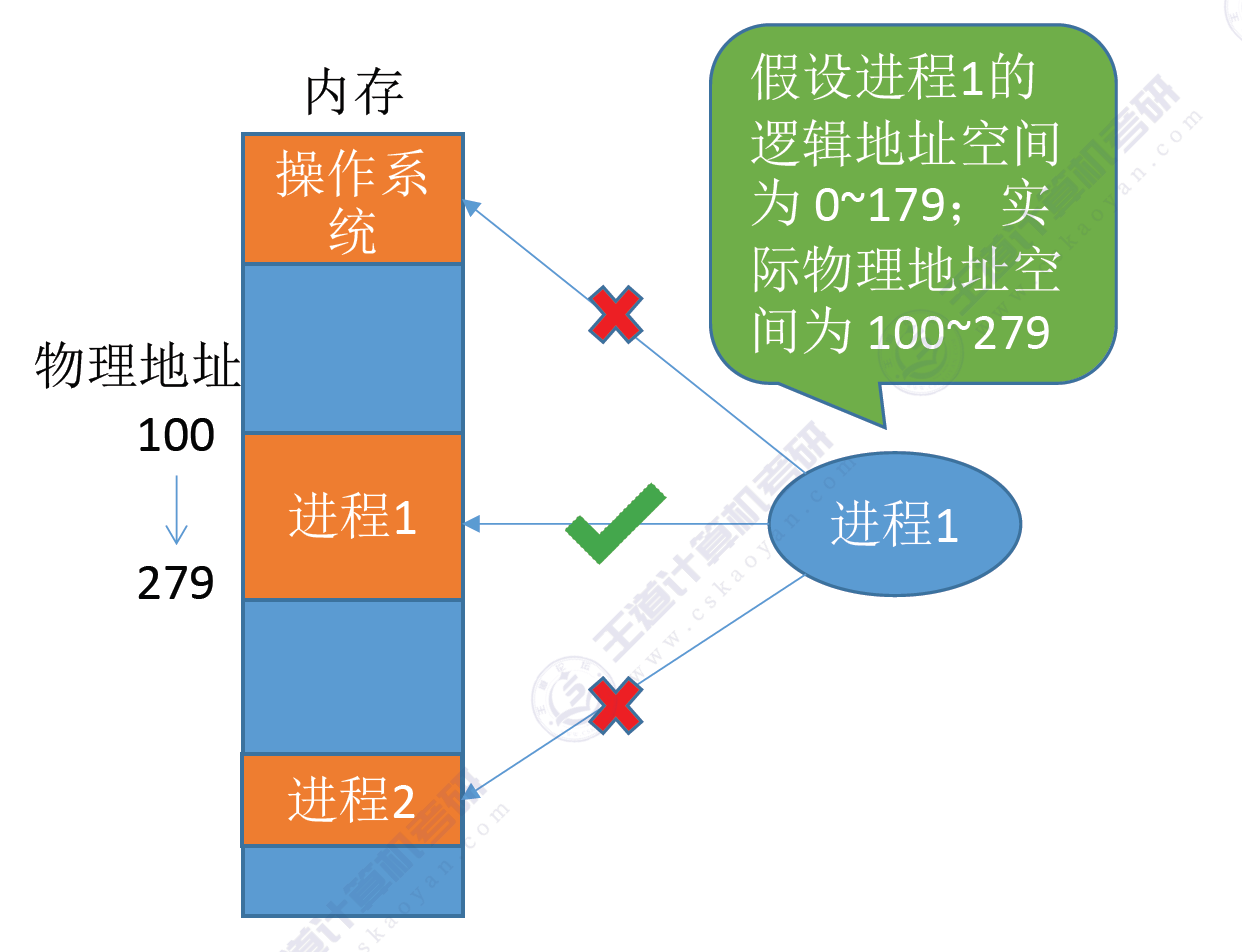 内存
操作系
统
物理地址
100
279
进程1
进程2
假设进程1的
逻辑地址空间
为 0~179；实
际物理地址空
间为 100~279
进程1
王道计算机考研
www.cskaoyan.com